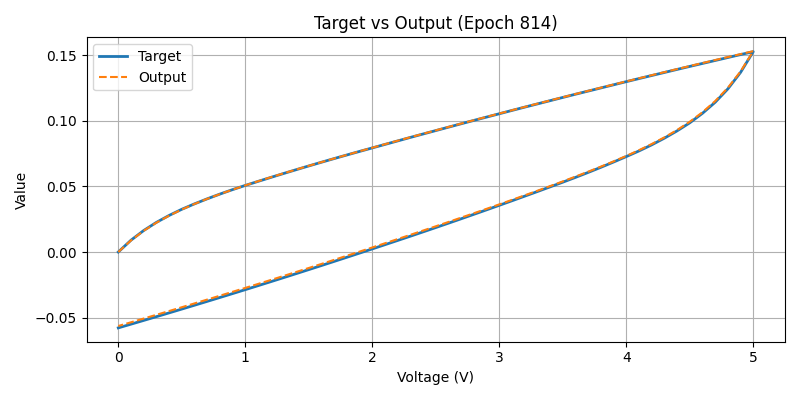 Target vs Output (Epoch 814)
Target
Output
0.15
0.10
0.05
0.00
−0.05
Value
0 1 2 3 4 5
Voltage (V)